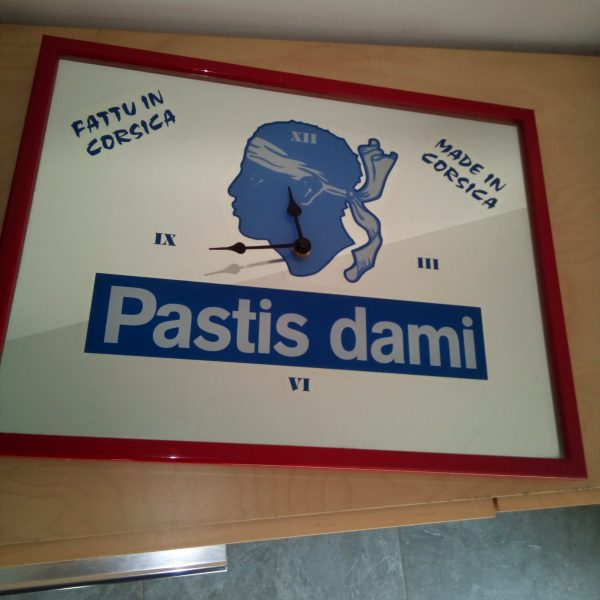 FATTU IN
CORSICA
MADE IN
CORSICA
XII
IX
III
Pastis dami
VI